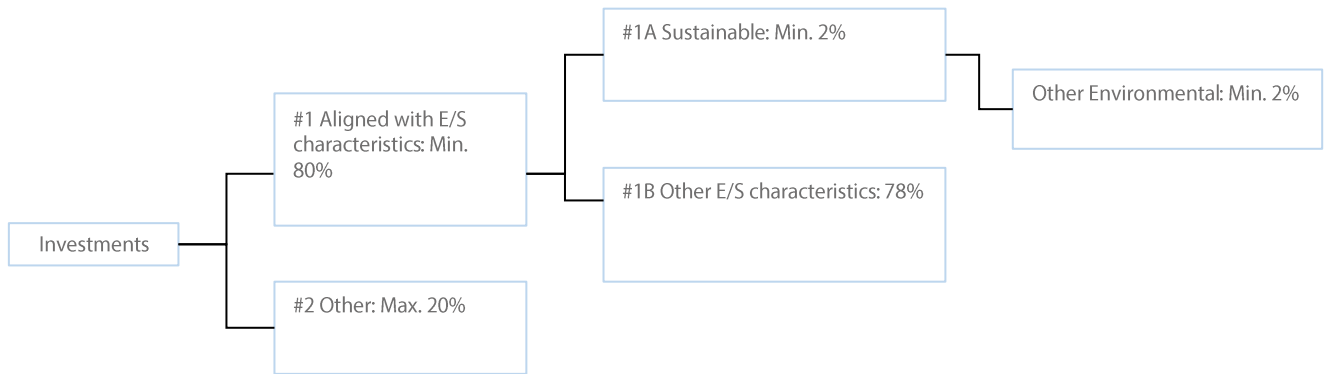 #1A Sustainable: Min. 2%
Other Environmental: Min. 2%
#1 Aligned with E/S
characteristics: Min.
80%
#1B Other E/S characteristics: 78%
Investments
#2 Other: Max. 20%